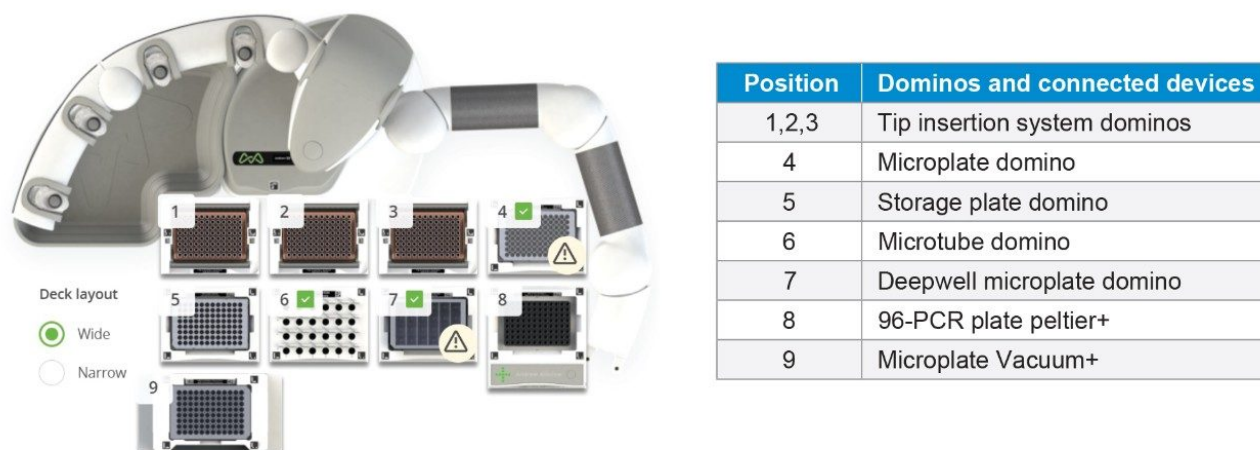 1
2
3
4
Deck layout
Wide
Narrow
5
6
7
8
9
Position Dominos and connected devices
1,2,3 Tip insertion system dominos
4 Microplate domino
5 Storage plate domino
6 Microtube domino
7 Deepwell microplate domino
8 96-PCR plate peltier+
9 Microplate Vacuum+